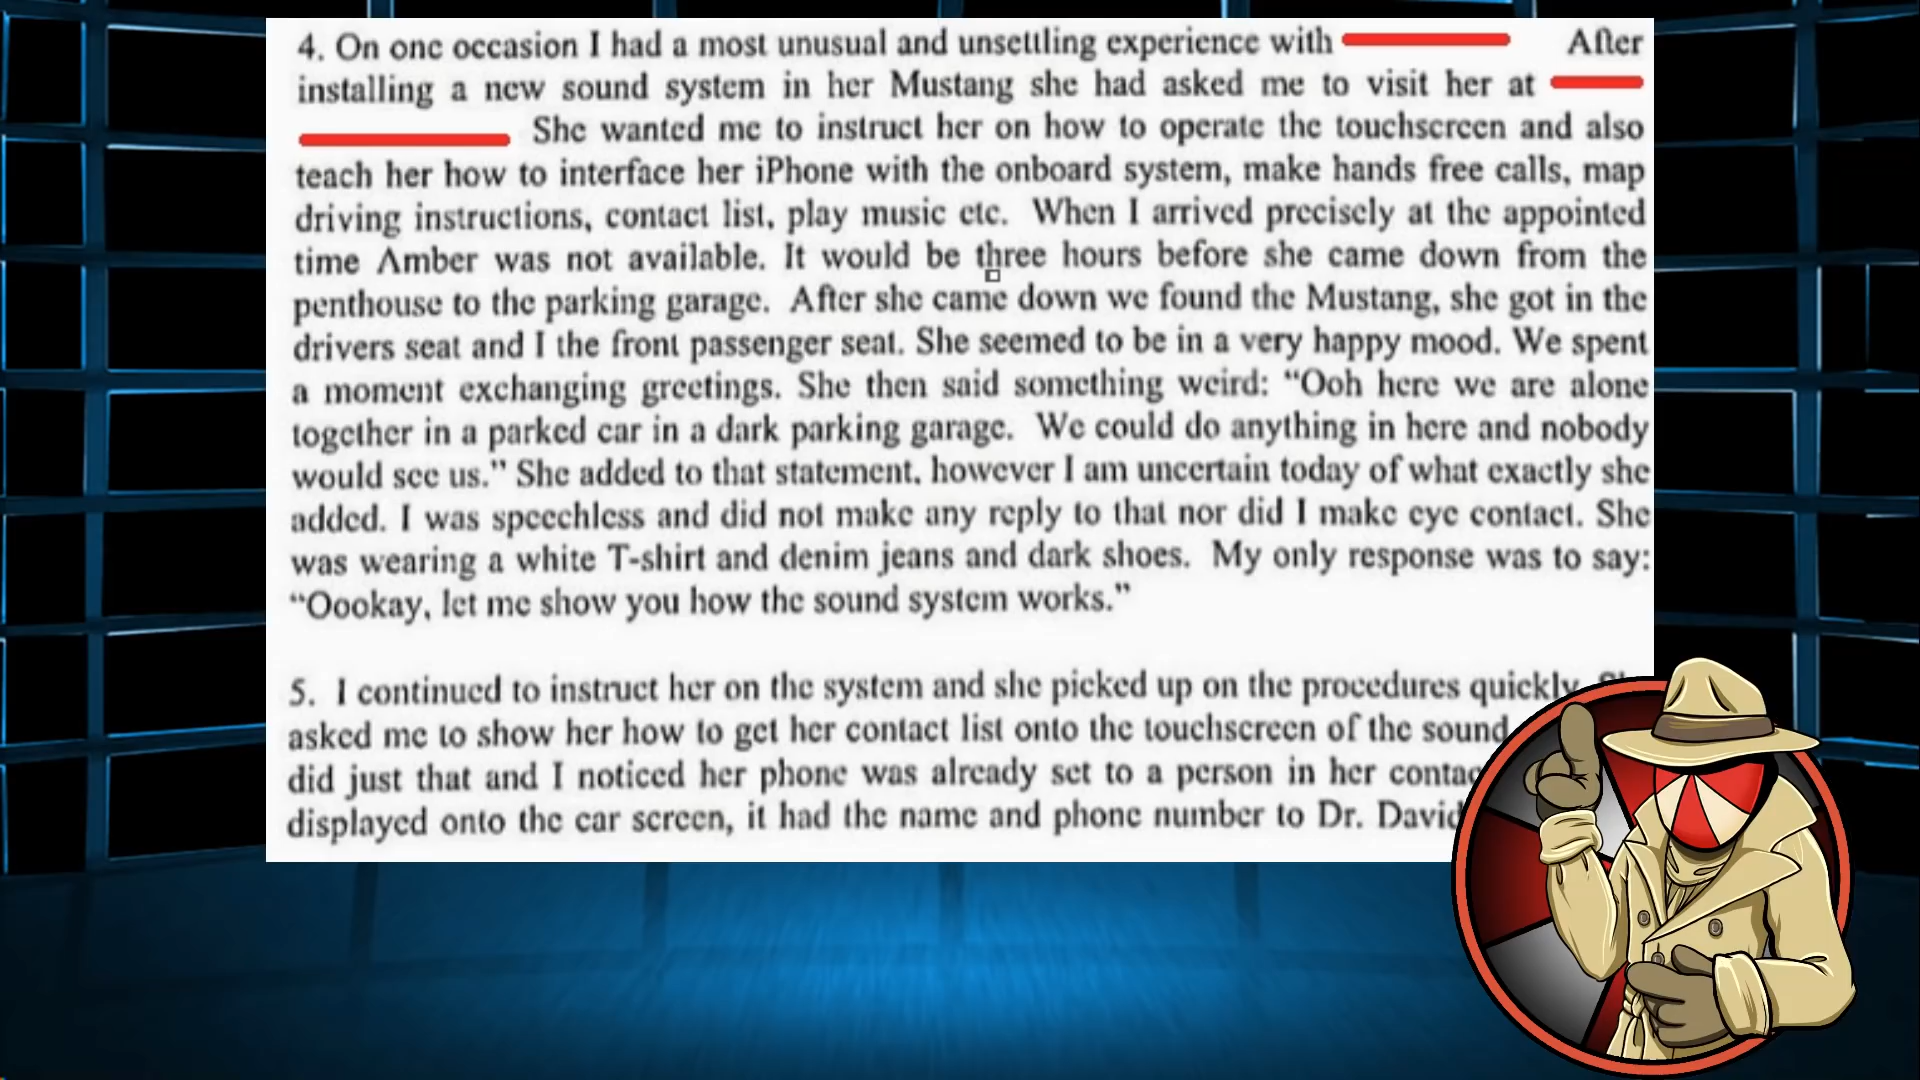 4. On one occasion I had a most unusual and unsettling experience with After
installing a new sound system in her Mustang she had asked me to visit her at
She wanted me to instruct her on how to operate the touchscreen and also
teach her how to interface her iPhone with the onboard system, make hands free calls, map
driving instructions, contact list, play music etc. When I arrived precisely at the appointed
time Amber was not available. It would be three hours before she came down from the
penthouse to the parking garage. After she came down we found the Mustang, she got in the
drivers seat and I the front passenger seat. She seemed to be in a very happy mood. We spent
a moment exchanging greetings. She then said something weird: “Ooh here we are alone
together in a parked car in a dark parking garage. We could do anything in here and nobody
would see us.” She added to that statement, however I am uncertain today of what exactly she
added. I was speechless and did not make any reply to that nor did I make eye contact. She
was wearing a white T-shirt and denim jeans and dark shoes. My only response was to say:
“Oookay, let me show you how the sound system works.”
5. I continued to instruct her on the system and she picked up on the procedures quickly.
asked me to show her how to get her contact list onto the touchscreen of the sound
did just that and I noticed her phone was already set to a person in her
displayed onto the car screen, it had the name and phone number to Dr. David